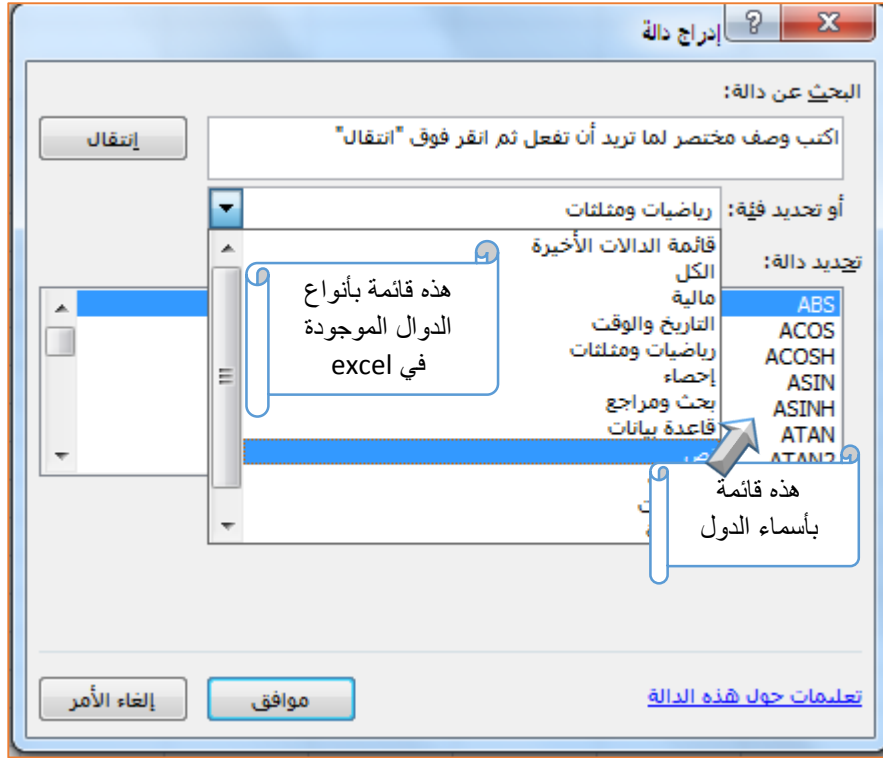 إدراج دالة
البحث عن دالة:
اكتب وصف مختصر لما تريد أن تفعل ثم انقر فوق "انتقال"
إنتقال
أو تحديد فئة:
رياضيات ومثلثات
قائمة الدالات الأخيرة
الكل
مالية
التاريخ والوقت
رياضيات ومثلثات
إحصاء
بحث ومراجع
قاعدة بيانات
نص
هذه قائمة بأنواع
الدوال الموجودة
في excel
تحديد دالة:
ABS
ACOS
ACOSH
ASIN
ASINH
ATAN
ATAN2
هذه قائمة
بأسماء الدول
تعليمات حول هذه الدالة
موافق
إلغاء الأمر